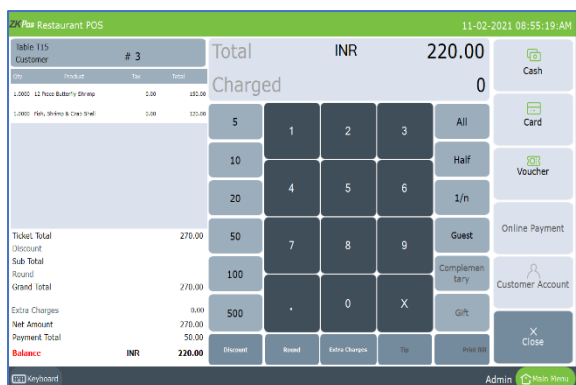 ZKPos Restaurant POS
11-02-2021 08:55:19:AM
Table T15
Customer
# 3
Qty Product Tax Total
1.0000 12 Piece Butterfly Shrimp 0.00 150.00
1.0000 Fish, Shrimp & Crab Shell 0.00 120.00
Ticket Total 270.00
Discount
Sub Total
Round
Grand Total 270.00
Extra Charges 0.00
Net Amount 270.00
Payment Total 50.00
Balance INR 220.00
Total INR 220.00
Charged 0
5 1 2 3 All
10 Half
20 4 5 6 1/n
50 7 8 9 Guest
100 Complemen
tary
500 . 0 X Gift
Discount Round Extra Charges Tip Print Bill
Cash
Card
Voucher
Online Payment
Customer Account
X
Close
Keyboard
Admin Main Menu